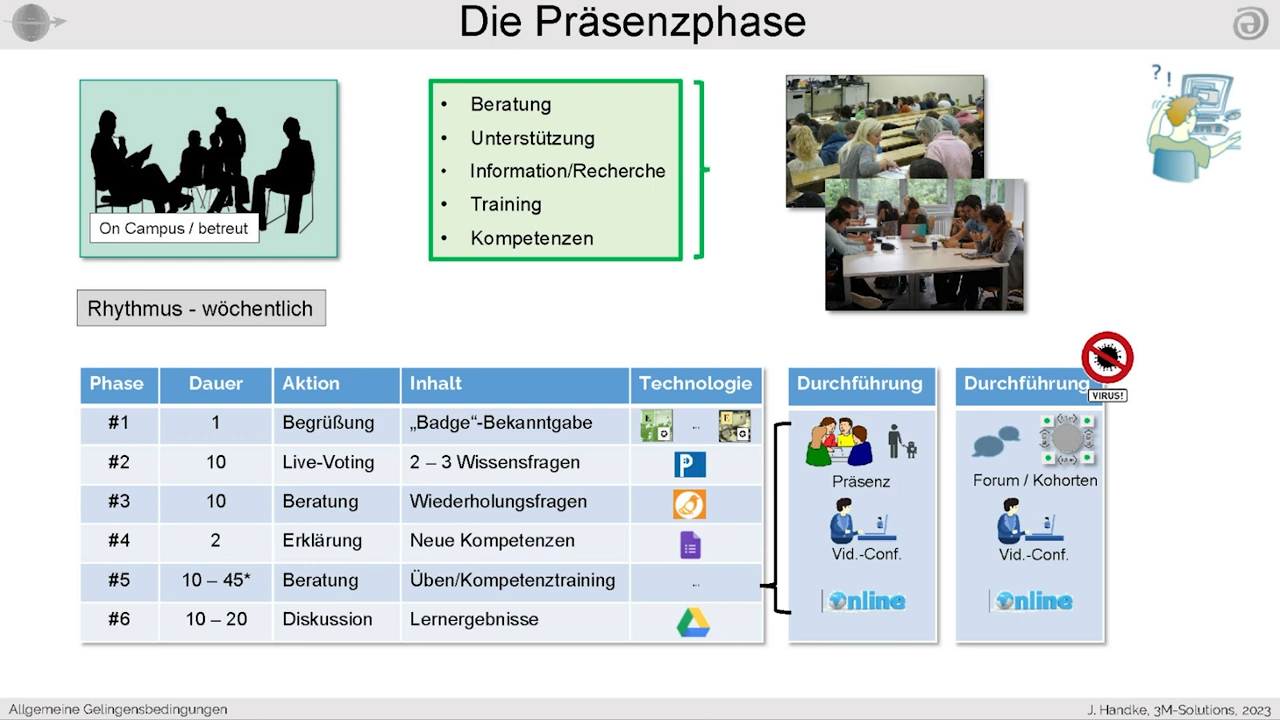 Die Präsenzphase
On Campus / betreut
• Beratung
• Unterstützung
• Information/Recherche
• Training
• Kompetenzen
? !
Rhythmus - wöchentlich
VIRUS!
Phase Dauer Aktion Inhalt Technologie Durchführung Durchführung
#1 1 Begrüßung „Badge“-Bekanntgabe ...
#2 10 Live-Voting 2 – 3 Wissensfragen P
#3 10 Beratung Wiederholungsfragen
#4 2 Erklärung Neue Kompetenzen
#5 10 – 45* Beratung Üben/Kompetenztraining ...
#6 10 – 20 Diskussion Lernergebnisse
Präsenz
Vid.-Conf.
Online
Forum / Kohorten
Vid.-Conf.
Online
Allgemeine Gelingensbedingungen
J. Handke, 3M-Solutions, 2023